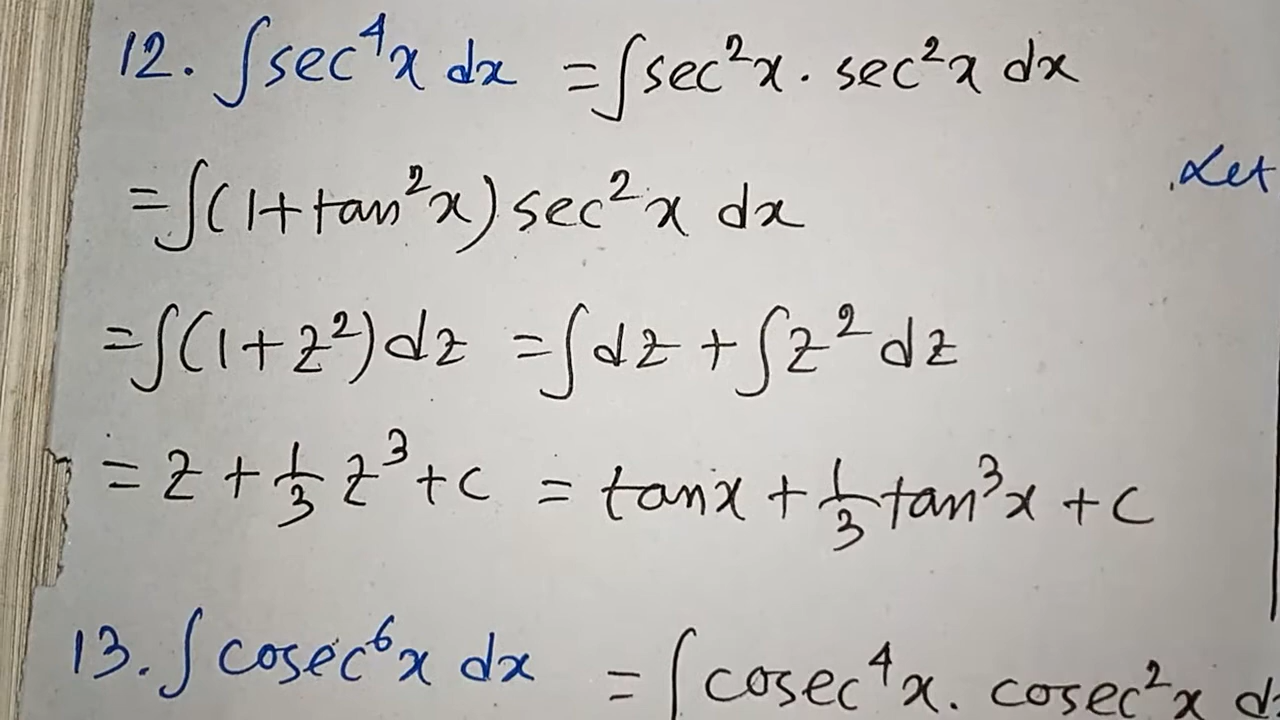 12. ∫sec⁴x dx = ∫sec²x . sec²x dx
Let
= ∫(1+tan²x) sec²x dx
= ∫(1+z²)dz = ∫dz + ∫z² dz
= z + 1/3 z³ + c = tanx + 1/3 tan³x + c
13. ∫cosec⁶x dx = ∫cosec⁴x. cosec²x d